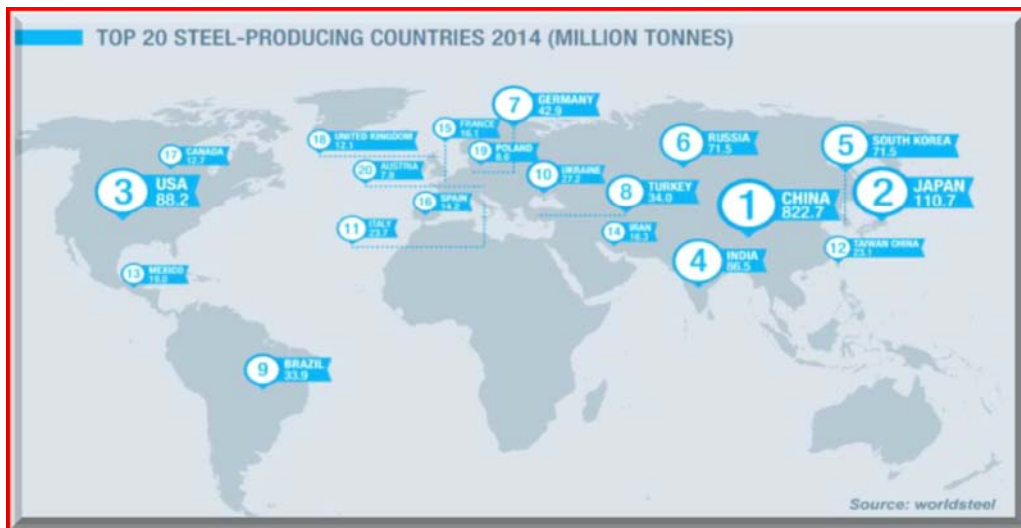 TOP 20 STEEL-PRODUCING COUNTRIES 2014 (MILLION TONNES)
7
GERMANY
42.9
18
UNITED KINGDOM
12.1
15
FRANCE
16.1
6
RUSSIA
71.5
5
SOUTH KOREA
71.5
17
CANADA
12.7
19
POLAND
8.6
20
AUSTRIA
7.9
10
UKRAINE
27.2
3
USA
88.2
8
TURKEY
34.0
1
CHINA
822.7
2
JAPAN
110.7
16
SPAIN
14.2
11
ITALY
23.7
14
IRAN
16.3
12
TAIWAN CHINA
23.1
4
INDIA
86.5
13
MEXICO
19.0
9
BRAZIL
33.9
Source: worldsteel